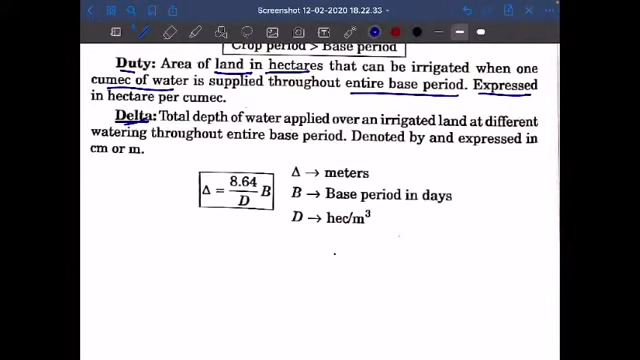 Screenshot 12-02-2020 18.22.33
Crop period > Base period
Duty: Area of land in hectares that can be irrigated when one
cumec of water is supplied throughout entire base period. Expressed
in hectare per cumec.
Delta: Total depth of water applied over an irrigated land at different
watering throughout entire base period. Denoted by and expressed in
cm or m.
Δ = 8.64/D B
Δ → meters
B → Base period in days
D → hec/m³